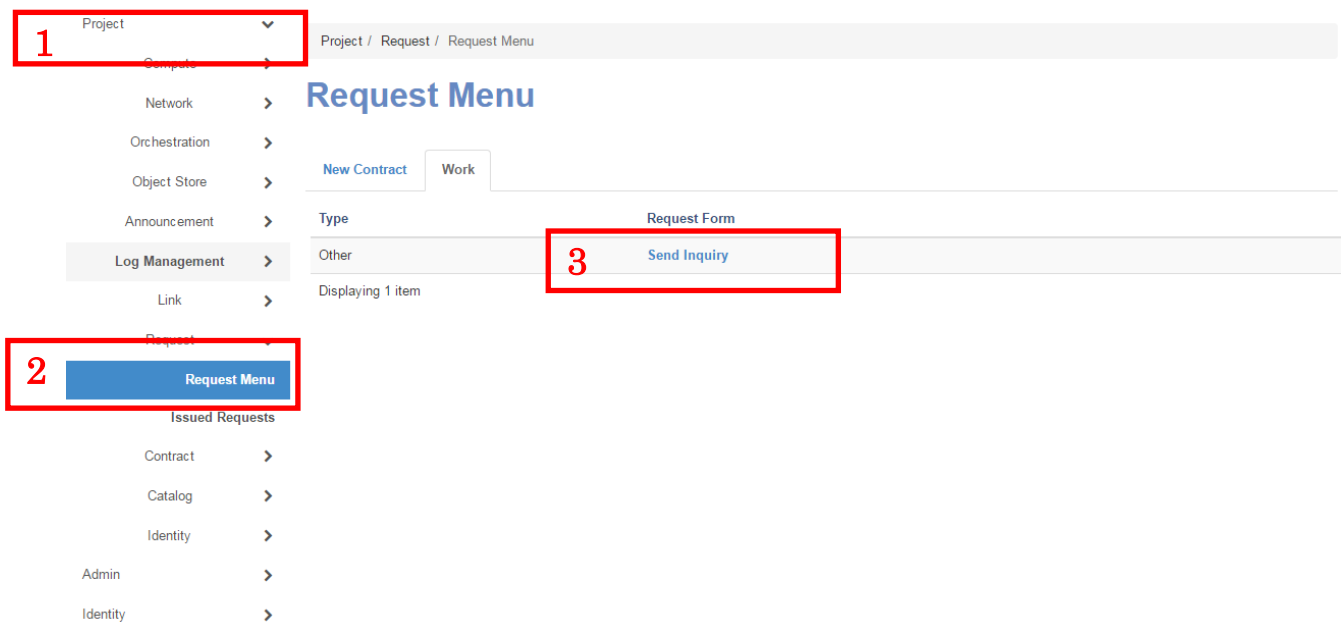 Project
1
Compute
Network
Orchestration
Object Store
Announcement
Log Management
Link
Request
2
Request Menu
Issued Requests
Contract
Catalog
Identity
Admin
Identity
Project / Request / Request Menu
Request Menu
New Contract Work
Type Request Form
Other 3 Send Inquiry
Displaying 1 item